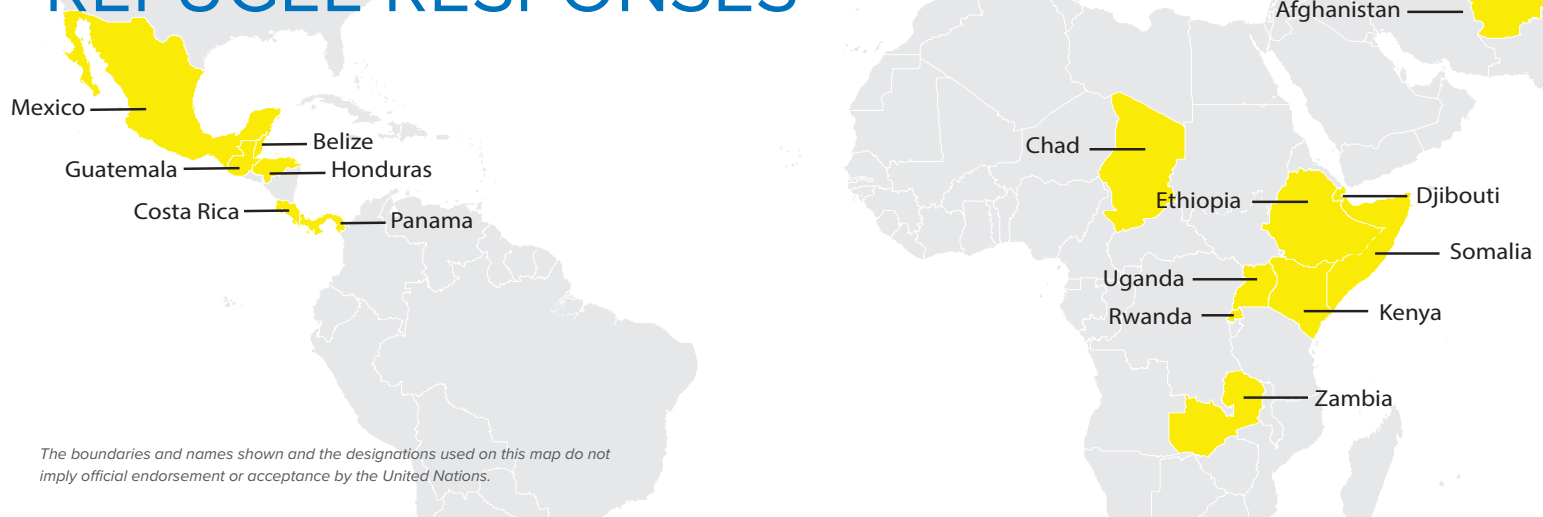 REFUGEE RESPONSES
Afghanistan
Mexico
Belize
Guatemala
Honduras
Costa Rica
Panama
Chad
Ethiopia
Djibouti
Somalia
Uganda
Rwanda
Kenya
Zambia
The boundaries and names shown and the designations used on this map do not
imply official endorsement or acceptance by the United Nations.